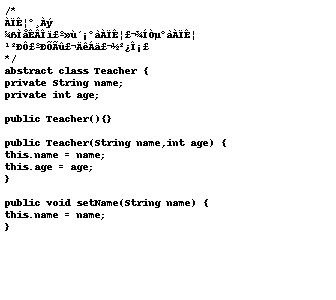 /*
ÀÏÊ¦°¸Àý
¾ßÌåÊÂÎï£º»ù´¡°àÀÏÊ¦£¬¾ÍÒµ°àÀÏÊ¦
¹²ÐÔ£ºÐÕÃû£¬ÄêÁä£¬½²¿Î¡£
*/
abstract class Teacher {
private String name;
private int age;
public Teacher(){}
public Teacher(String name,int age) {
this.name = name;
this.age = age;
}
public void setName(String name) {
this.name = name;
}